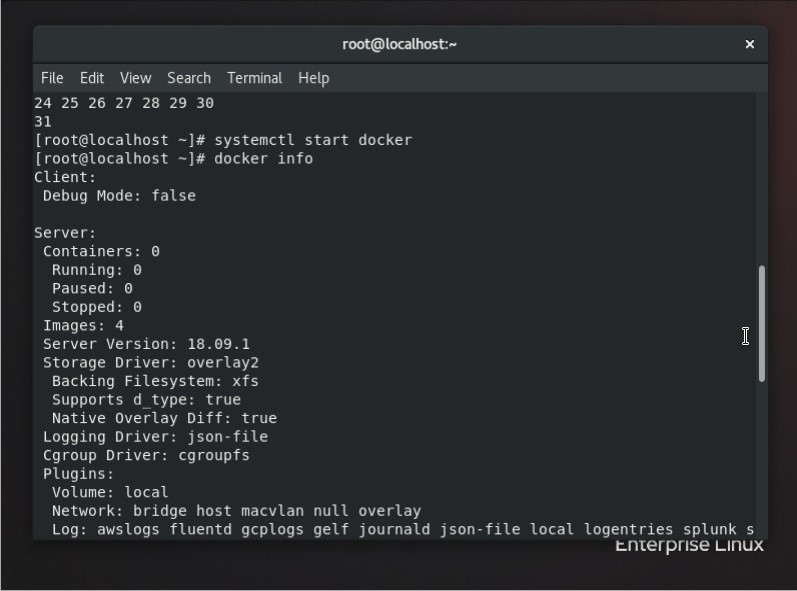 root@localhost:~ ×
File Edit View Search Terminal Help
24 25 26 27 28 29 30
31
[root@localhost ~]# systemctl start docker
[root@localhost ~]# docker info
Client:
 Debug Mode: false

Server:
 Containers: 0
  Running: 0
  Paused: 0
  Stopped: 0
 Images: 4
 Server Version: 18.09.1
 Storage Driver: overlay2
  Backing Filesystem: xfs
  Supports d_type: true
  Native Overlay Diff: true
 Logging Driver: json-file
 Cgroup Driver: cgroupfs
 Plugins:
  Volume: local
  Network: bridge host macvlan null overlay
  Log: awslogs fluentd gcplogs gelf journald json-file local logentries splunk s
Enterprise Linux